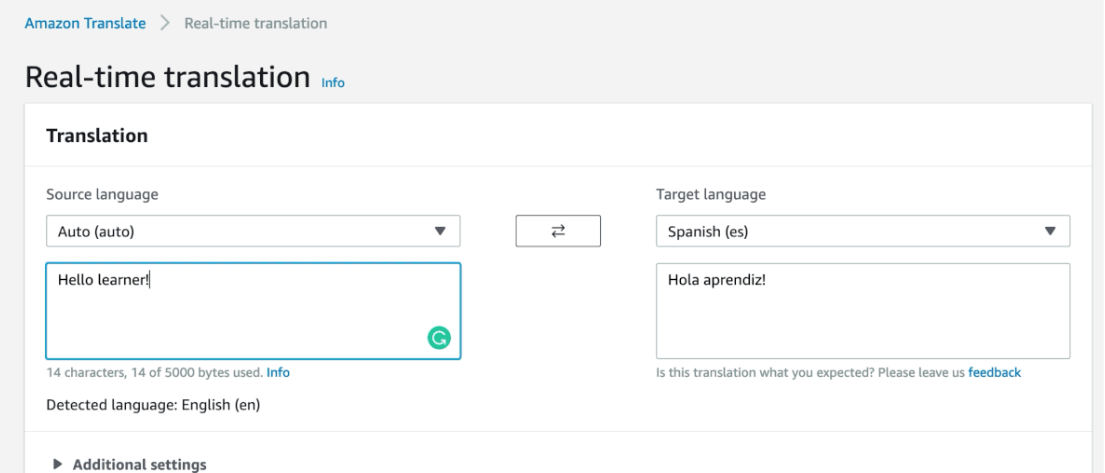 Amazon Translate > Real-time translation
Real-time translation Info
Translation
Source language
Auto (auto)
Hello learner!
14 characters, 14 of 5000 bytes used. Info
Detected language: English (en)
Target language
Spanish (es)
Hola aprendiz!
Is this translation what you expected? Please leave us feedback
Additional settings